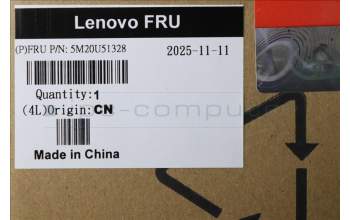 Lenovo FRU
(P)FRU P/N: 5M20U51328 2025-11-11
Quantity:1
(4L)Origin:CN
Made in China